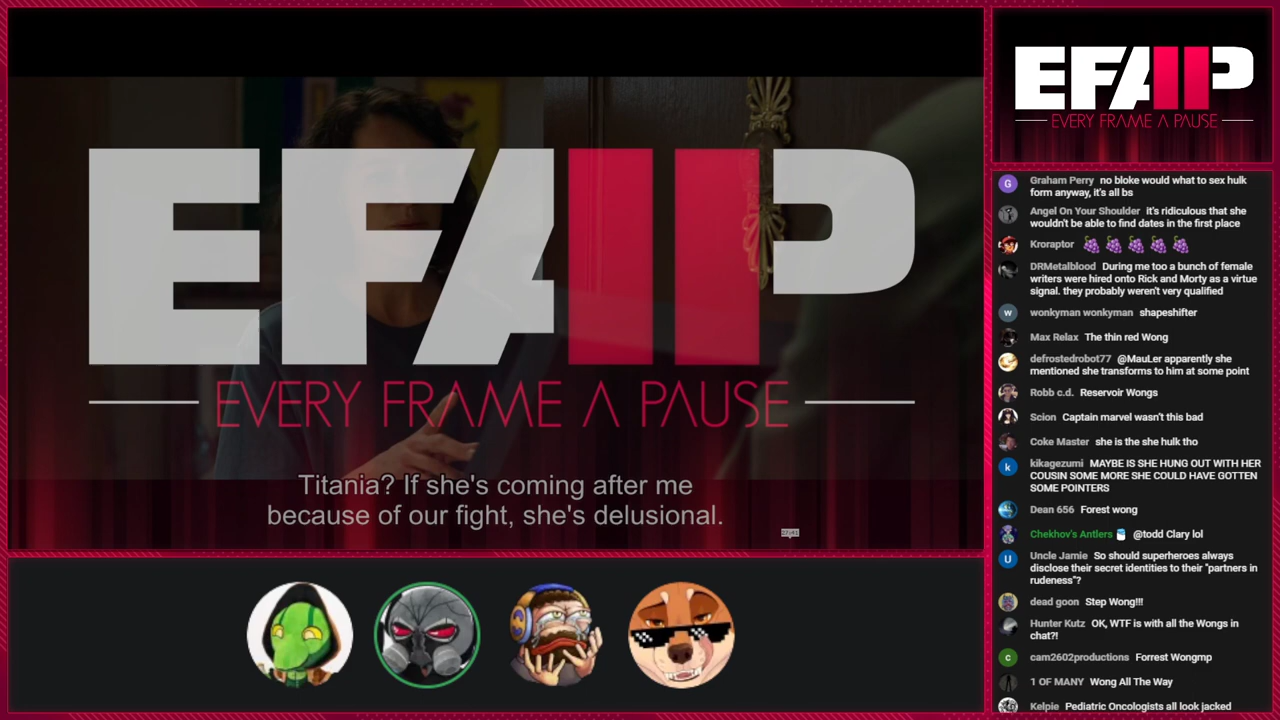 EFAP
EVERY FRAME A PAUSE
Titania? If she's coming after me
because of our fight, she's delusional.
27:41
EFAP
EVERY FRAME A PAUSE
G
Graham Perry no bloke would what to sex hulk
form anyway, it's all bs
Angel On Your Shoulder it's ridiculous that she
wouldn't be able to find dates in the first place
Kroraptor 🍇 🍇 🍇 🍇 🍇
DRMetalblood During me too a bunch of female
writers were hired onto Rick and Morty as a virtue
signal. they probably weren't very qualified
w
wonkyman wonkyman shapeshifter
Max Relax The thin red Wong
defrostedrobot77 @MauLer apparently she
mentioned she transforms to him at some point
Robb c.d. Reservoir Wongs
Scion Captain marvel wasn't this bad
Coke Master she is the she hulk tho
k
kikagezumi MAYBE IS SHE HUNG OUT WITH HER
COUSIN SOME MORE SHE COULD HAVE GOTTEN
SOME POINTERS
Dean 656 Forest wong
Chekhov's Antlers @todd Clary lol
U
Uncle Jamie So should superheroes always
disclose their secret identities to their "partners in
rudeness"?
dead goon Step Wong!!!
Hunter Kutz OK, WTF is with all the Wongs in
chat?!
c
cam2602productions Forrest Wongmp
1 OF MANY Wong All The Way
Kelpie Pediatric Oncologists all look jacked